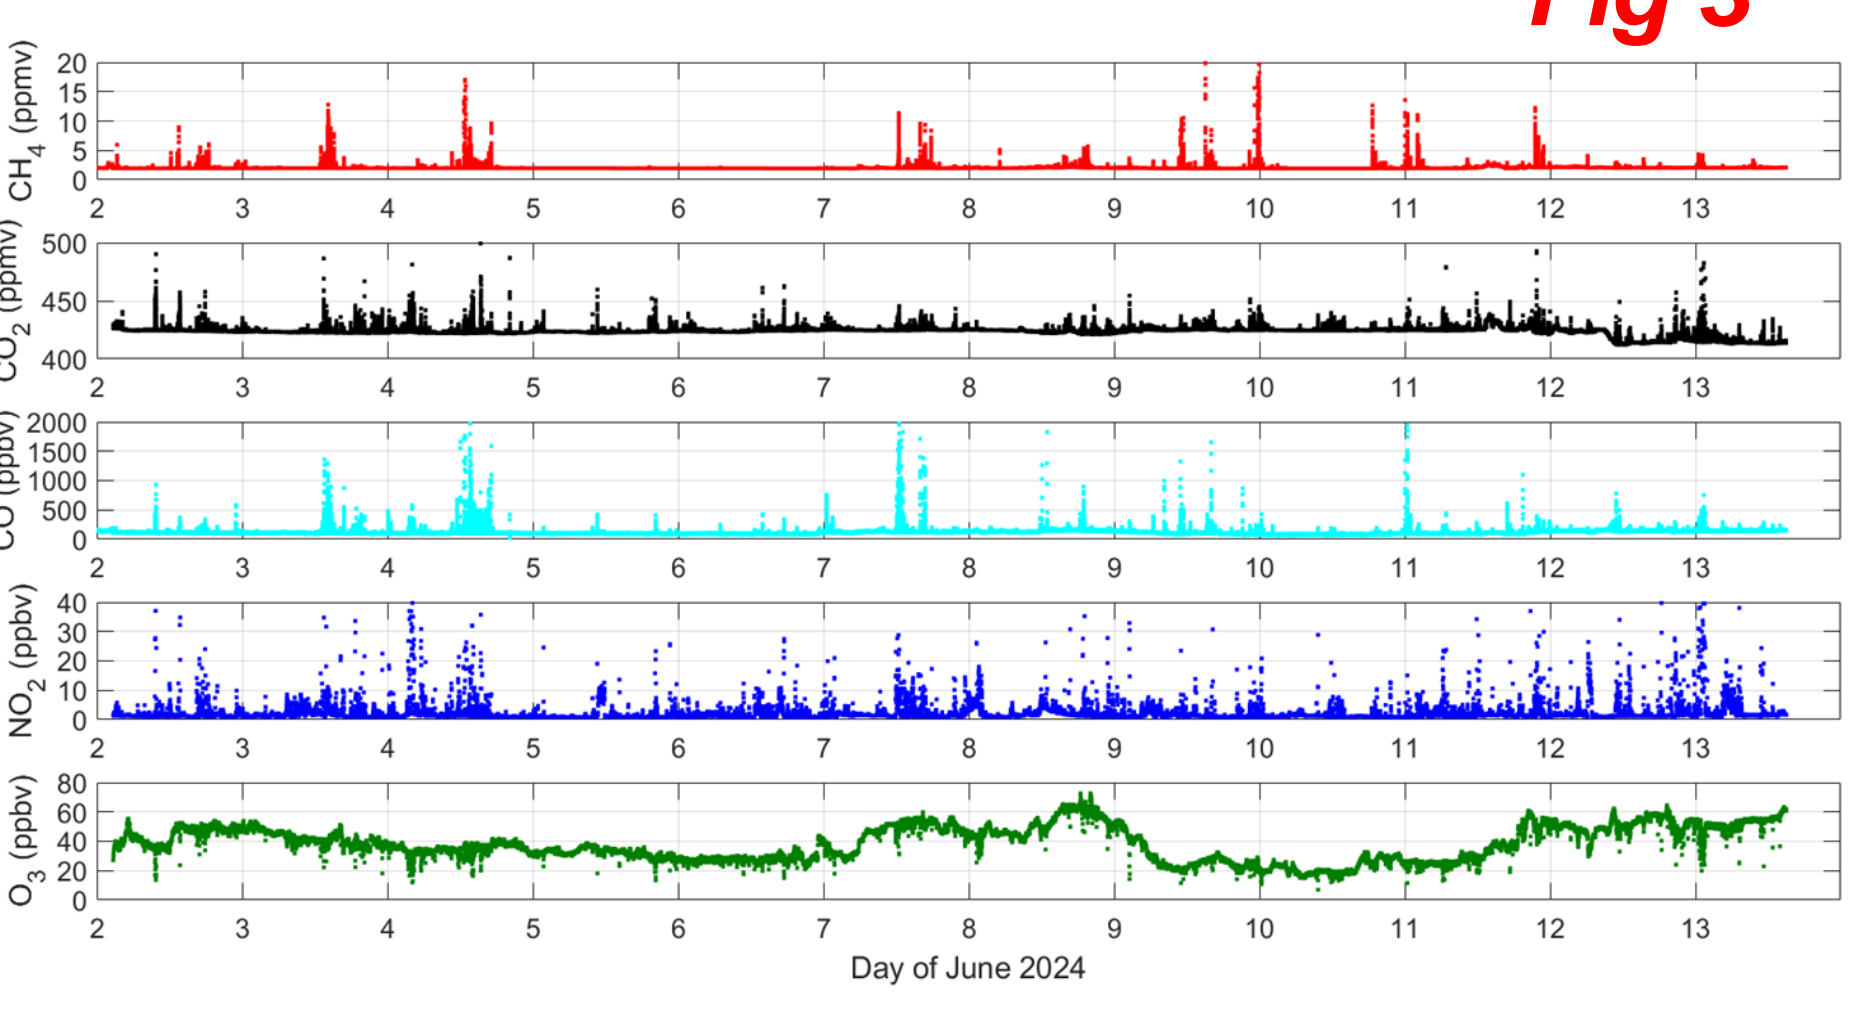 Fig 3
CH4 (ppmv)
20
15
10
5
0
2 3 4 5 6 7 8 9 10 11 12 13
CO2 (ppmv)
500
450
400
2 3 4 5 6 7 8 9 10 11 12 13
CO (ppbv)
2000
1500
1000
500
0
2 3 4 5 6 7 8 9 10 11 12 13
NO2 (ppbv)
40
30
20
10
0
2 3 4 5 6 7 8 9 10 11 12 13
O3 (ppbv)
80
60
40
20
0
2 3 4 5 6 7 8 9 10 11 12 13
Day of June 2024